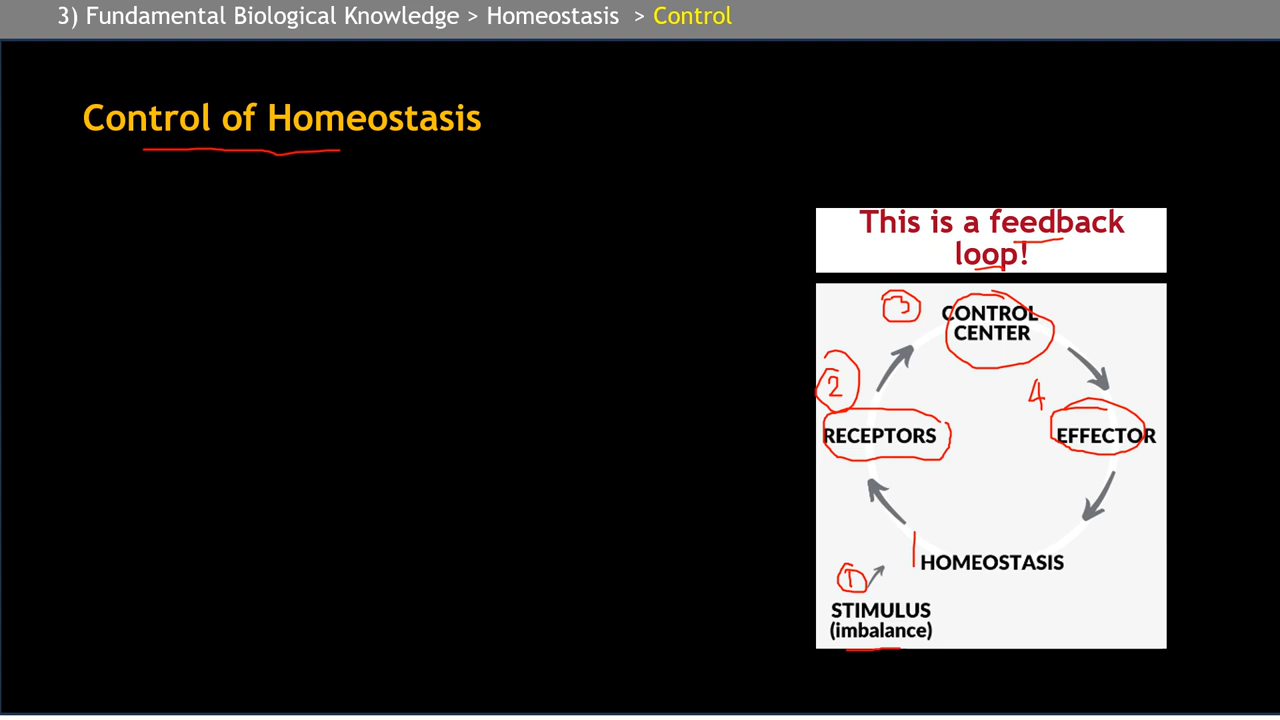 3) Fundamental Biological Knowledge > Homeostasis > Control
Control of Homeostasis
This is a feedback
loop!
3
CONTROL
CENTER
2
4
RECEPTORS
EFFECTOR
HOMEOSTASIS
1
STIMULUS
(imbalance)